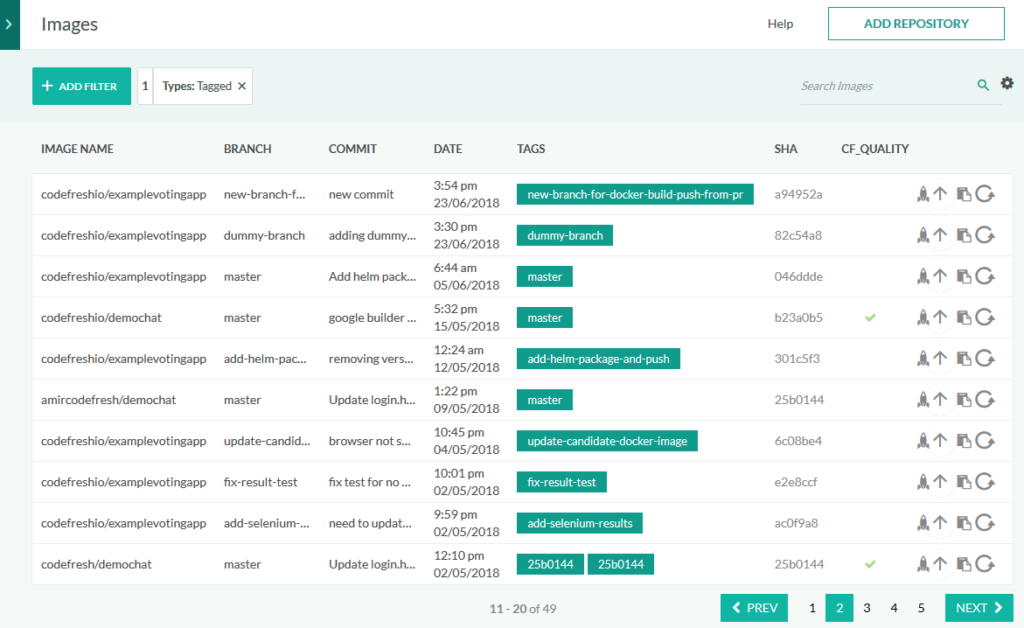 Images
Help
ADD REPOSITORY
+ ADD FILTER
1
Types: Tagged ✕
Search Images
IMAGE NAME BRANCH COMMIT DATE TAGS SHA CF_QUALITY
codefreshio/examplevotingapp new-branch-f... new commit 3:54 pm 23/06/2018 new-branch-for-docker-build-push-from-pr a94952a
codefreshio/examplevotingapp dummy-branch adding dummy... 3:30 pm 23/06/2018 dummy-branch 82c54a8
codefreshio/examplevotingapp master Add helm pack... 6:44 am 05/06/2018 master 046ddde
codefreshio/demochat master google builder ... 5:32 pm 15/05/2018 master b23a0b5
codefreshio/examplevotingapp add-helm-pac... removing vers... 12:24 am 12/05/2018 add-helm-package-and-push 301c5f3
amircodefresh/demochat master Update login.h... 1:22 pm 09/05/2018 master 25b0144
codefreshio/examplevotingapp update-candid... browser not s... 10:45 pm 04/05/2018 update-candidate-docker-image 6c08be4
codefreshio/examplevotingapp fix-result-test fix test for no ... 10:01 pm 02/05/2018 fix-result-test e2e8ccf
codefreshio/examplevotingapp add-selenium-... need to updat... 9:59 pm 02/05/2018 add-selenium-results ac0f9a8
codefresh/demochat master Update login.h... 12:10 pm 02/05/2018 25b0144 25b0144 25b0144
11 - 20 of 49
PREV 1 2 3 4 5 NEXT